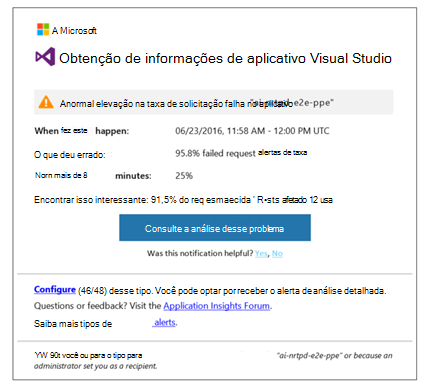 A Microsoft
Obtenção de informações de aplicativo Visual Studio
Anormal elevação na taxa de solicitação falha no aplicativo e2e-ppe"
When fez este happen: 06/23/2016, 11:58 AM - 12:00 PM UTC
O que deu errado: 95.8% failed request alertas de taxa
Norn mais de 8 minutes: 25%
Encontrar isso interessante: 91,5% do req esmaecida ' R•sts afetado 12 usa
Consulte a análise desse problema
Was this notification helpful? Yes, No
Configure (46/48) desse tipo. Você pode optar porreceber o alerta de análise detalhada.
Questions or feedback? Visit the Application Insights Forum.
Saiba mais tipos de alerts.
YW 90t você ou para o tipo para "ai-nrtpd-e2e-ppe" or because an
administrator set you as a recipient.